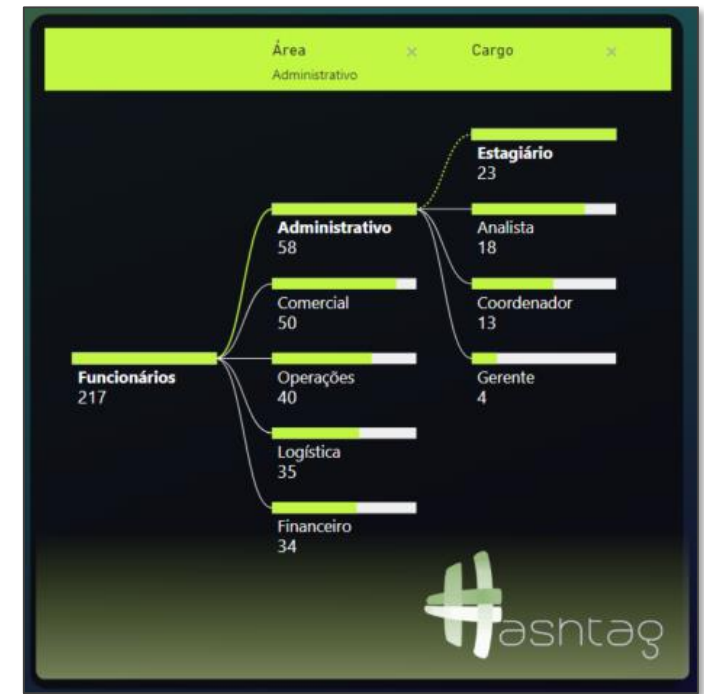 Área × Cargo ×
Administrativo
Estagiário
23
Administrativo
58
Analista
18
Comercial
50
Coordenador
13
Funcionários
217
Operações
40
Gerente
4
Logística
35
Financeiro
34
Hashtag